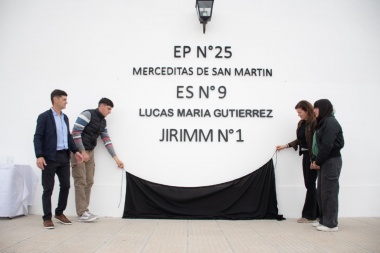 EP N°25
MERCEDITAS DE SAN MARTIN
ES N°9
LUCAS MARIA GUTIERREZ
JIRIMM N°1